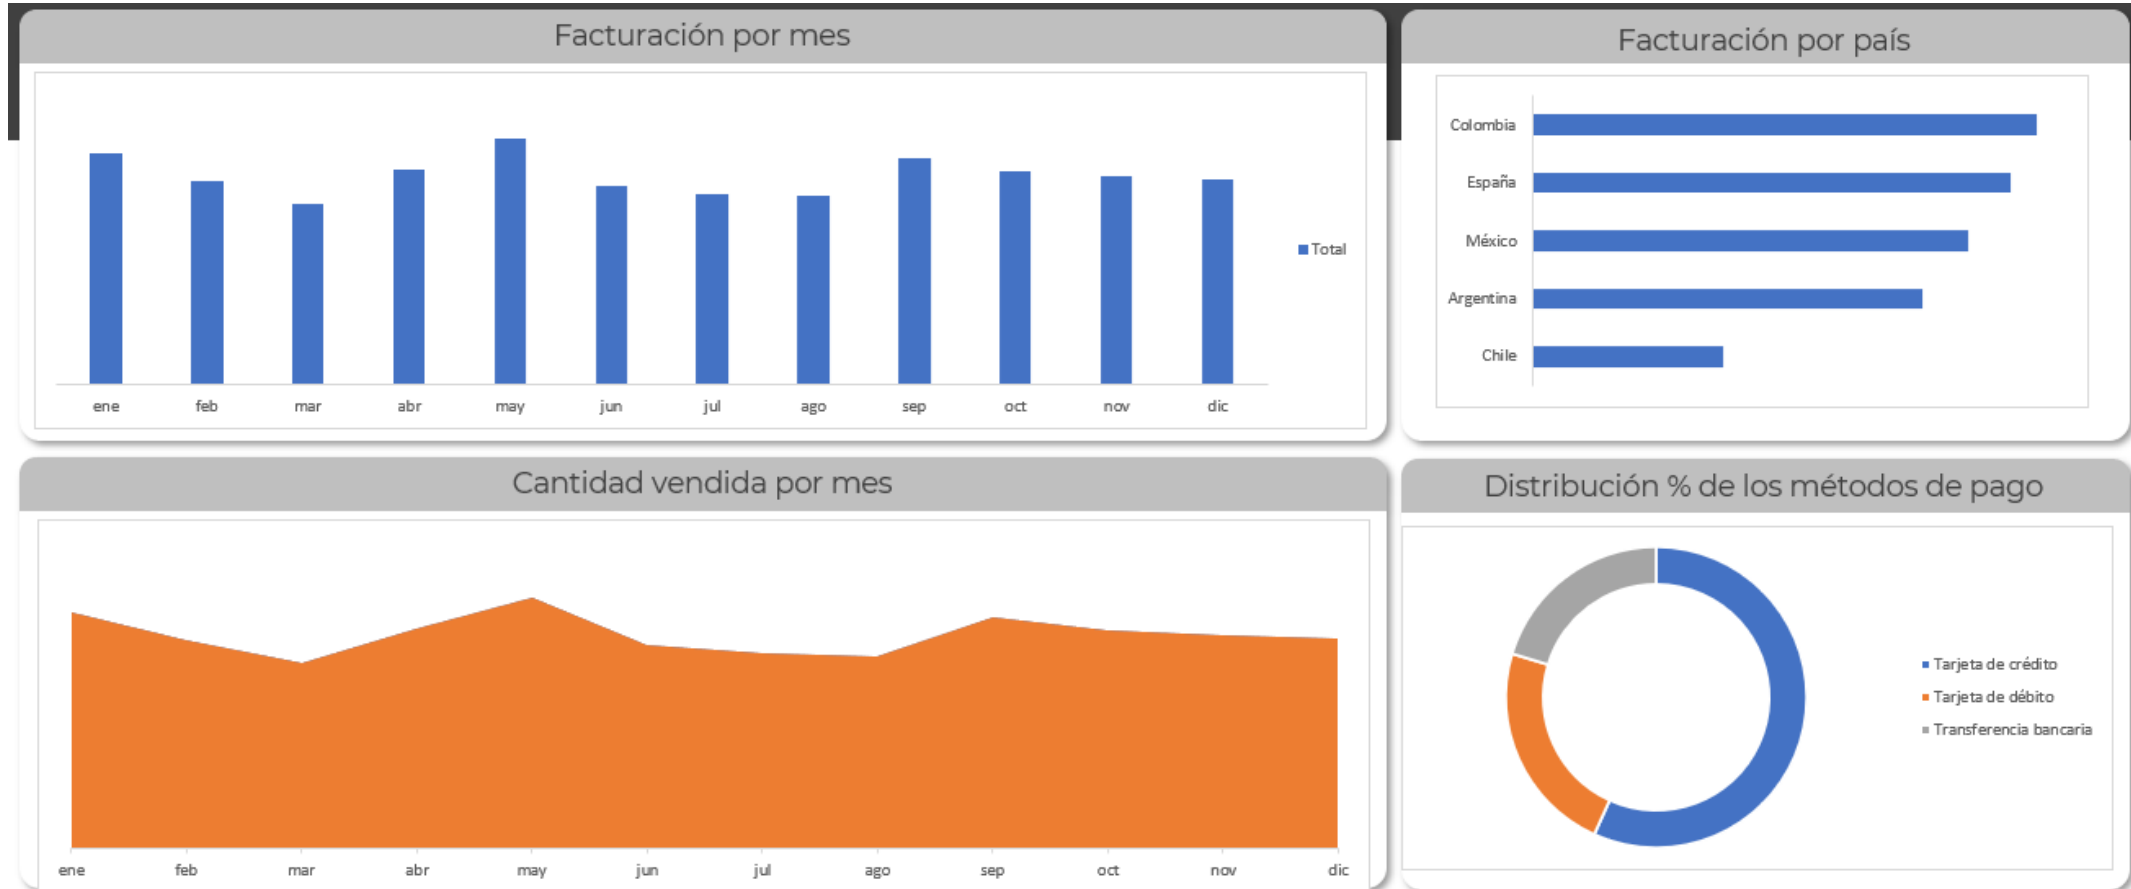 Facturación por mes
Total
ene feb mar abr may jun jul ago sep oct nov dic
Facturación por país
Colombia
España
México
Argentina
Chile
Cantidad vendida por mes
ene feb mar abr may jun jul ago sep oct nov dic
Distribución % de los métodos de pago
Tarjeta de crédito
Tarjeta de débito
Transferencia bancaria